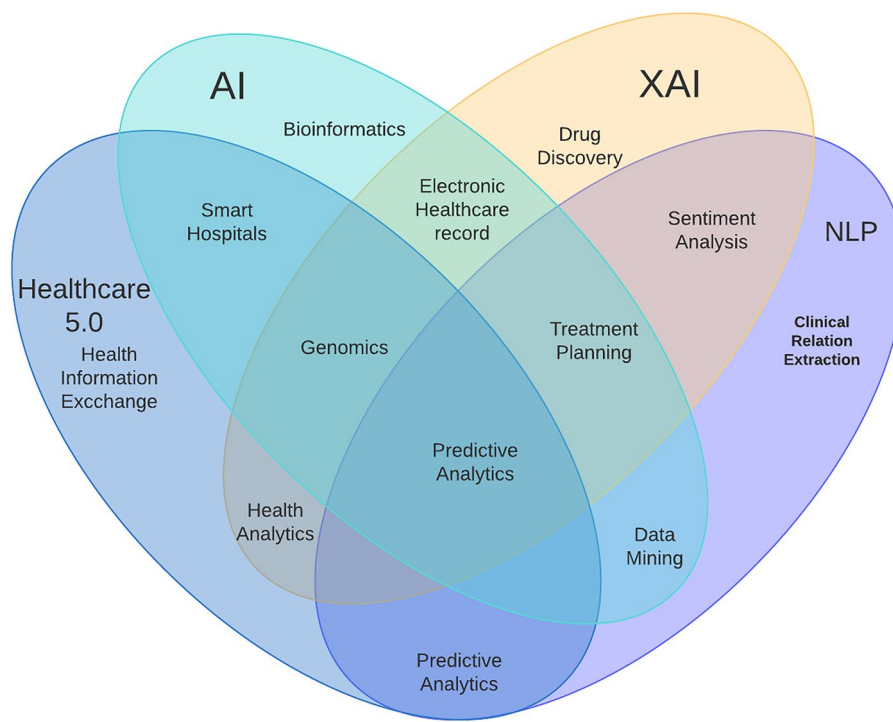 AI
XAI
Bioinformatics
Drug
Discovery
Electronic
Healthcare
record
Smart
Hospitals
Sentiment
Analysis
NLP
Healthcare
5.0
Health
Information
Excchange
Genomics
Treatment
Planning
Clinical
Relation
Extraction
Predictive
Analytics
Health
Analytics
Data
Mining
Predictive
Analytics